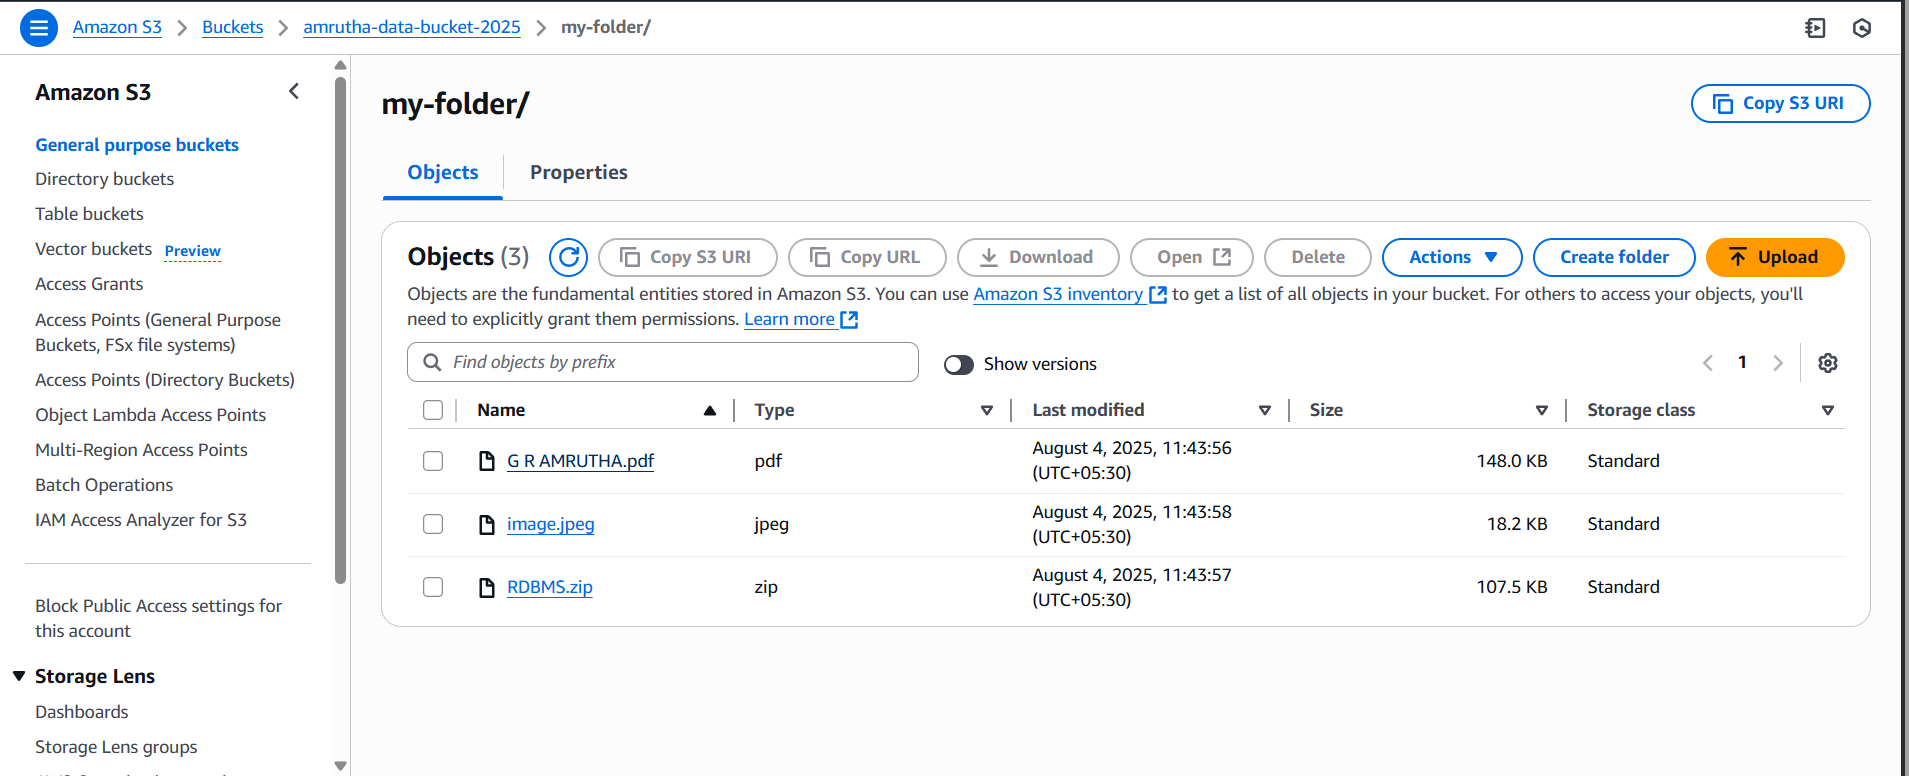 Amazon S3 > Buckets > amrutha-data-bucket-2025 > my-folder/
Amazon S3
General purpose buckets
Directory buckets
Table buckets
Vector buckets Preview
Access Grants
Access Points (General Purpose
Buckets, FSx file systems)
Access Points (Directory Buckets)
Object Lambda Access Points
Multi-Region Access Points
Batch Operations
IAM Access Analyzer for S3
Block Public Access settings for
this account
Storage Lens
Dashboards
Storage Lens groups
my-folder/
Copy S3 URI
Objects Properties
Objects (3) Copy S3 URI Copy URL Download Open Delete Actions Create folder Upload
Objects are the fundamental entities stored in Amazon S3. You can use Amazon S3 inventory to get a list of all objects in your bucket. For others to access your objects, you'll
need to explicitly grant them permissions. Learn more
Find objects by prefix Show versions 1
Name Type Last modified Size Storage class
G R AMRUTHA.pdf pdf August 4, 2025, 11:43:56 (UTC+05:30) 148.0 KB Standard
image.jpeg jpeg August 4, 2025, 11:43:58 (UTC+05:30) 18.2 KB Standard
RDBMS.zip zip August 4, 2025, 11:43:57 (UTC+05:30) 107.5 KB Standard